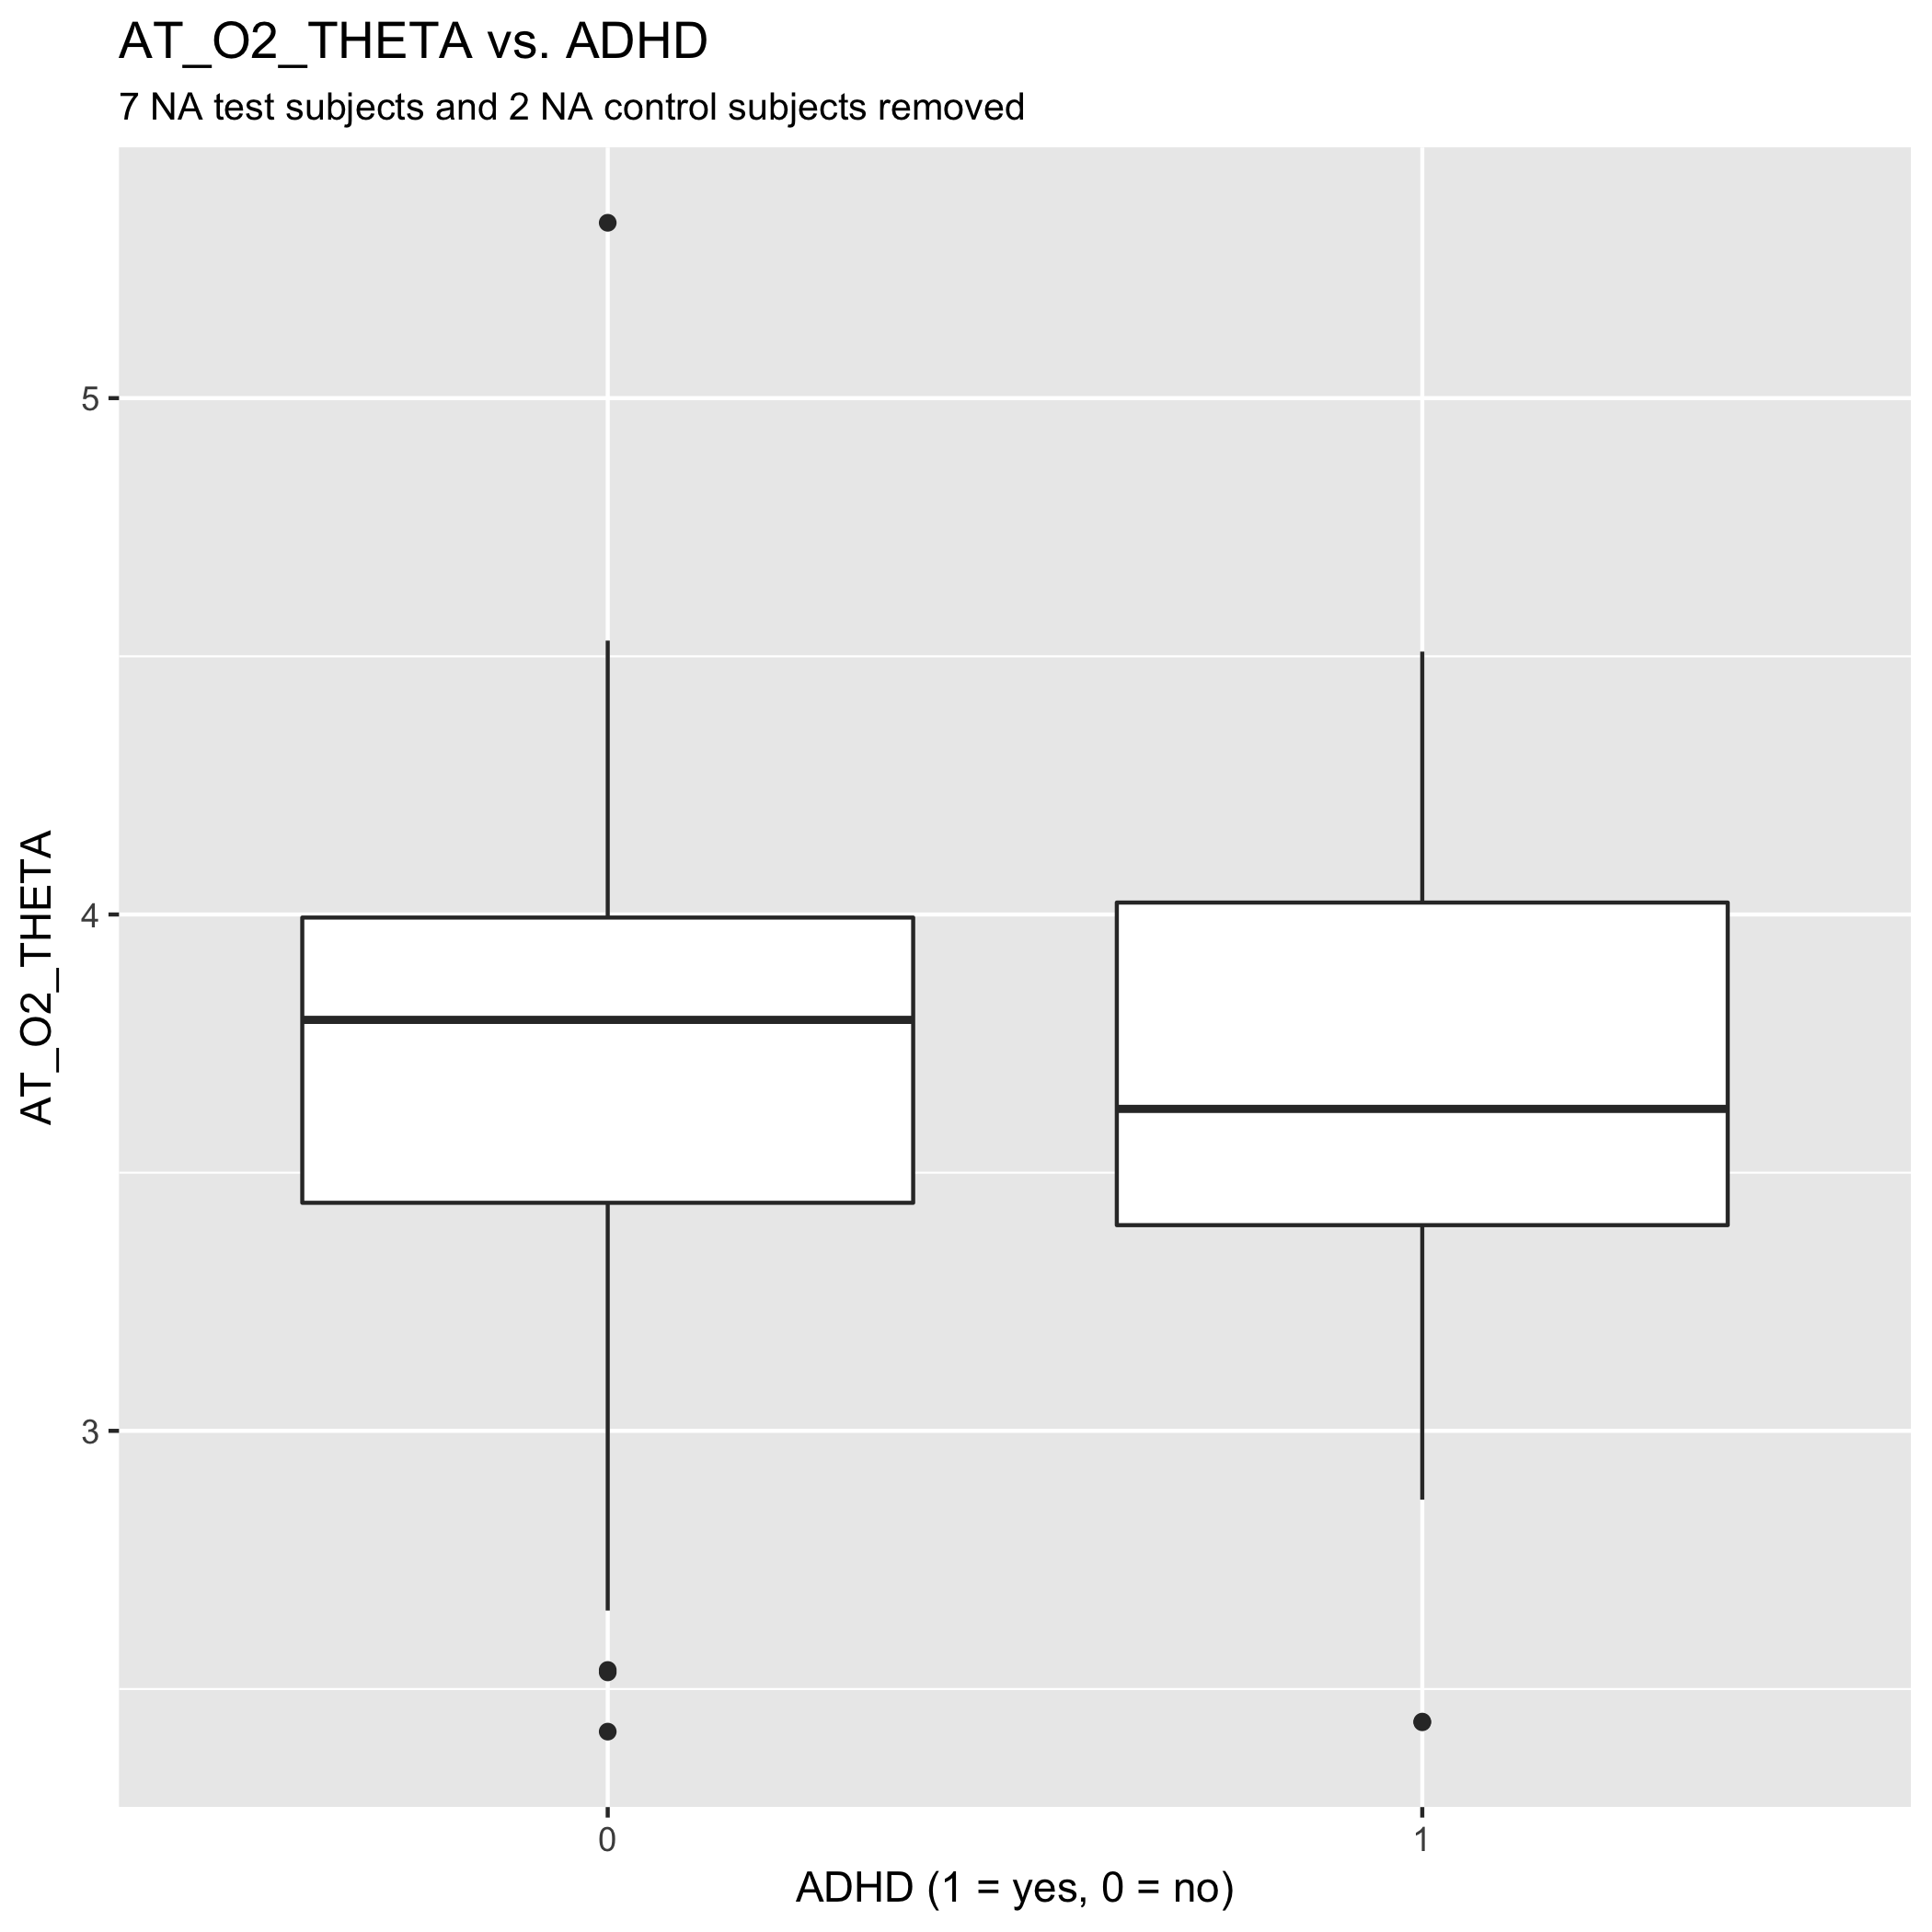 AT_O2_THETA vs. ADHD
7 NA test subjects and 2 NA control subjects removed
AT_O2_THETA
5
4
3
0
1
ADHD (1 = yes, 0 = no)